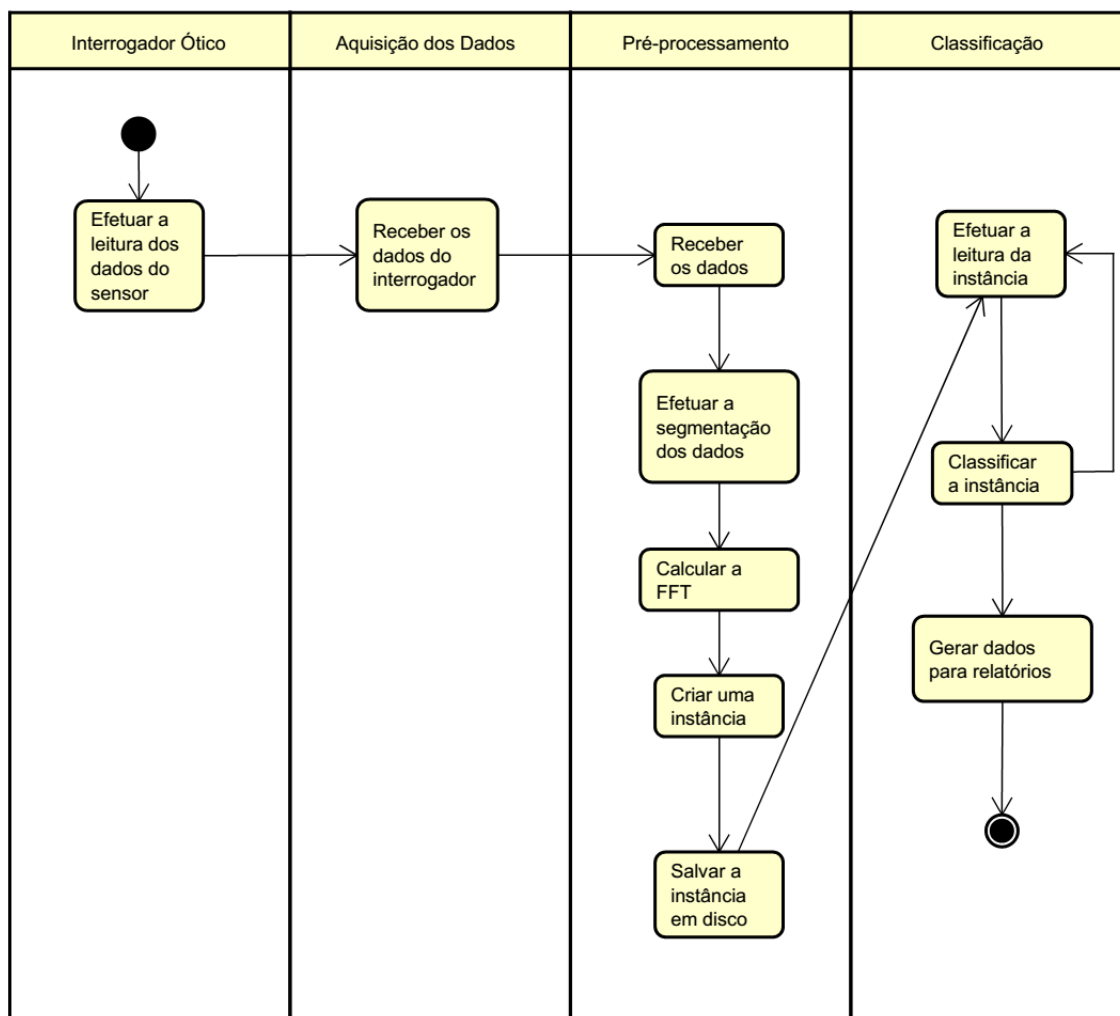 Interrogador Ótico
Aquisição dos Dados
Pré-processamento
Classificação
Efetuar a
leitura dos
dados do
sensor
Receber os
dados do
interrogador
Receber
os dados
Efetuar a
segmentação
dos dados
Calcular a
FFT
Criar uma
instância
Salvar a
instância
em disco
Efetuar a
leitura da
instância
Classificar
a instância
Gerar dados
para relatórios